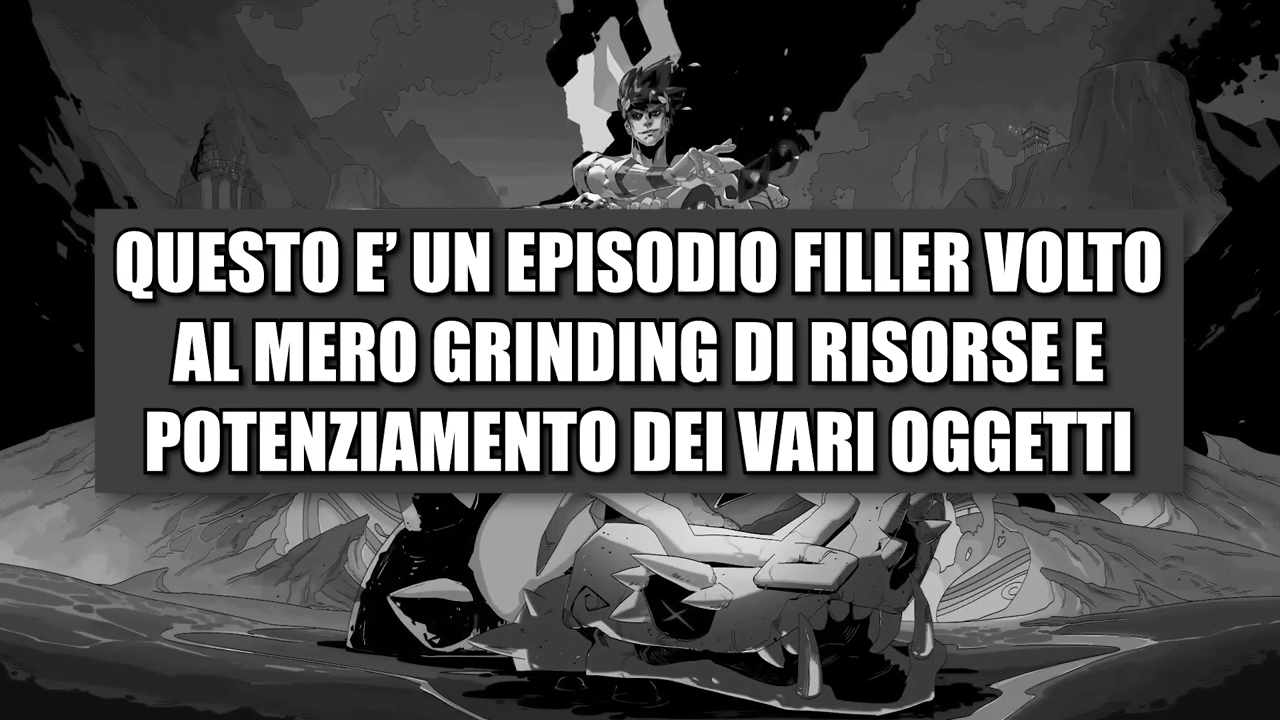 QUESTO E’ UN EPISODIO FILLER VOLTO
AL MERO GRINDING DI RISORSE E
POTENZIAMENTO DEI VARI OGGETTI